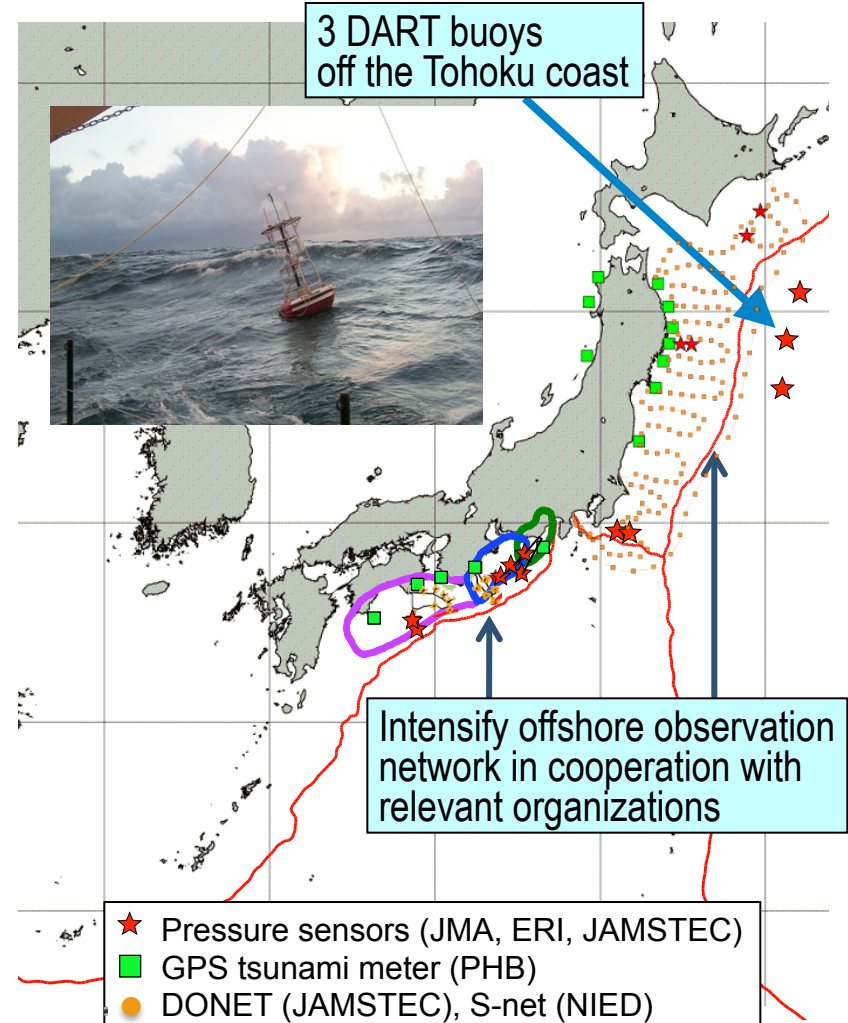 3 DART buoys
off the Tohoku coast
Intensify offshore observation
network in cooperation with
relevant organizations
Pressure sensors (JMA, ERI, JAMSTEC)
GPS tsunami meter (PHB)
DONET (JAMSTEC), S-net (NIED)